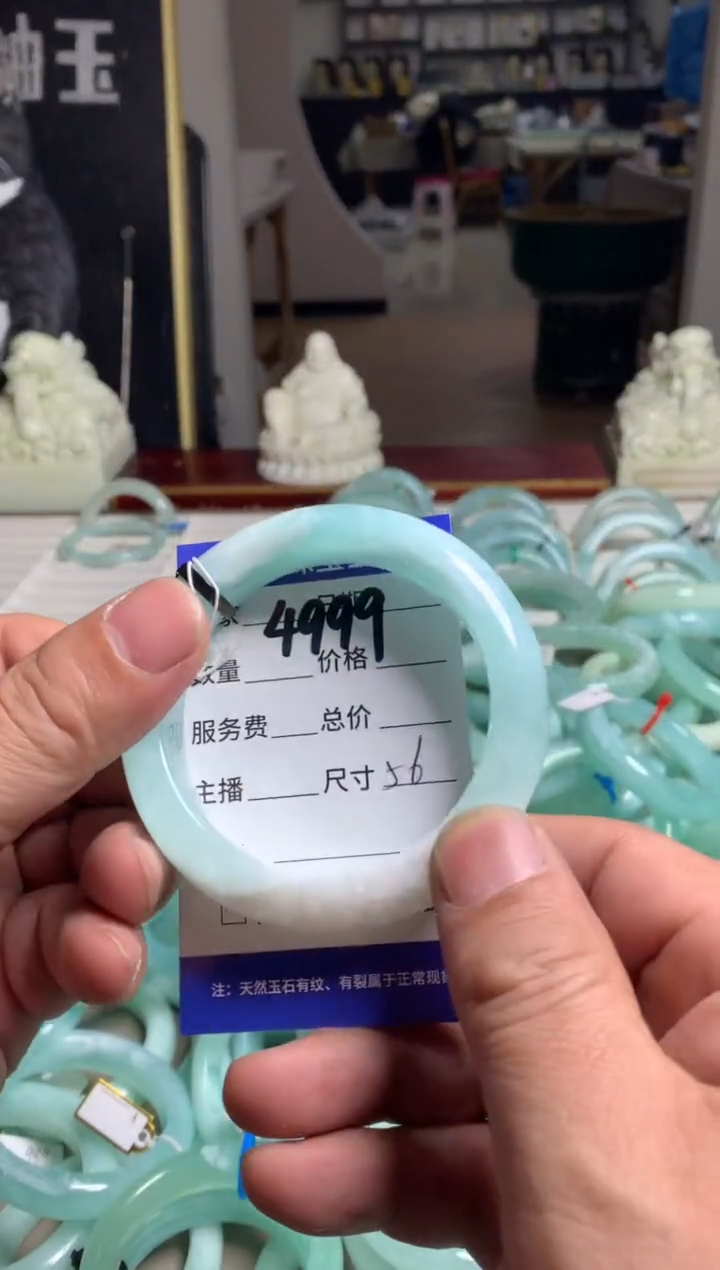 岫玉
4999
数量 价格
服务费 总价
主播 尺寸 56
注：天然玉石有纹、有裂属于正常现